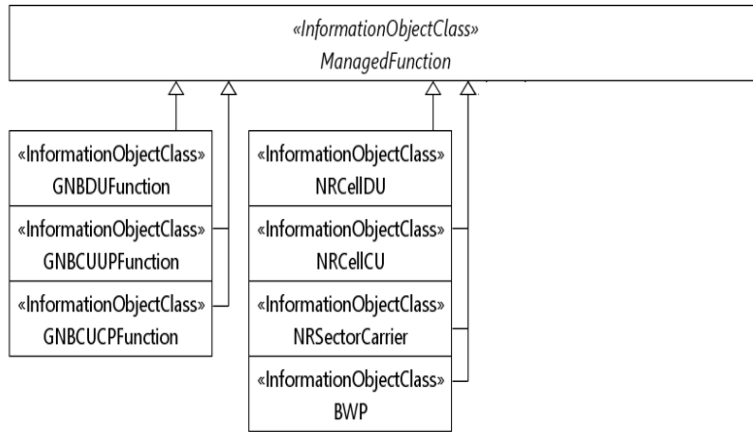 «InformationObjectClass»
ManagedFunction
«InformationObjectClass»
GNBDUFunction
«InformationObjectClass»
GNBCUUPFunction
«InformationObjectClass»
GNBCUCPFunction
«InformationObjectClass»
NRCellDU
«InformationObjectClass»
NRCellCU
«InformationObjectClass»
NRSectorCarrier
«InformationObjectClass»
BWP